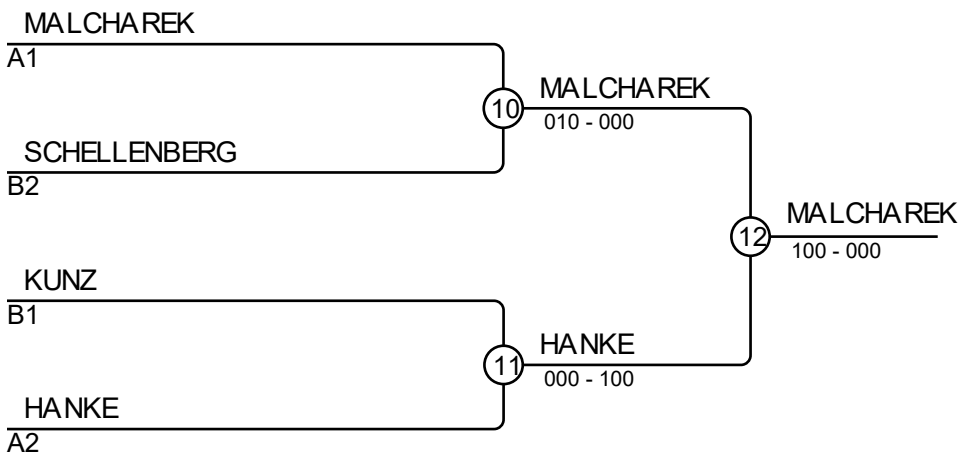 MALCHAREK
A1
10
MALCHAREK
010 - 000
SCHELLENBERG
B2
12
MALCHAREK
100 - 000
KUNZ
B1
11
HANKE
000 - 100
HANKE
A2